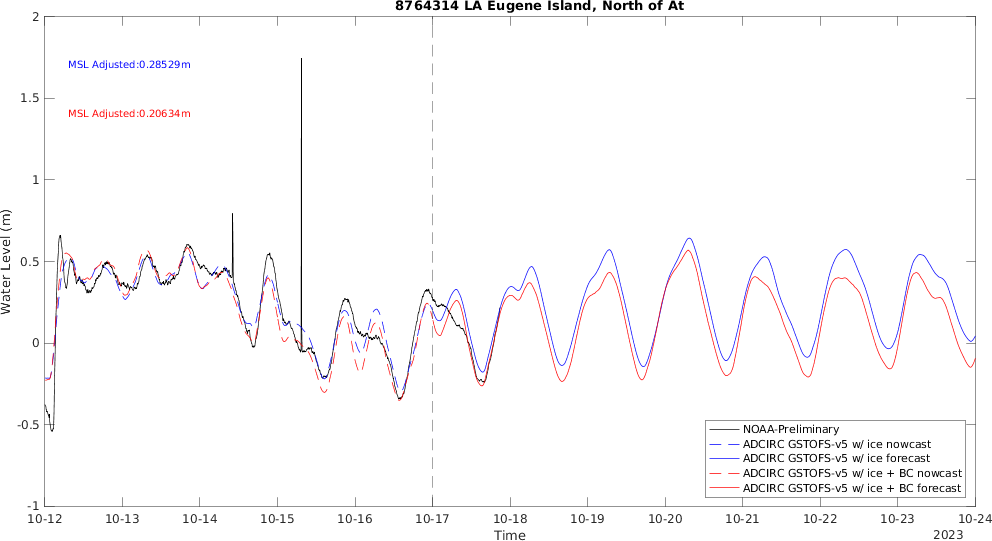 8764314 LA Eugene Island, North of At
MSL Adjusted:0.28529m
MSL Adjusted:0.20634m
Water Level (m)
2
1.5
1
0.5
0
-0.5
-1
NOAA-Preliminary
ADCIRC GSTOFS-v5 w/ ice nowcast
ADCIRC GSTOFS-v5 w/ ice forecast
ADCIRC GSTOFS-v5 w/ ice + BC nowcast
ADCIRC GSTOFS-v5 w/ ice + BC forecast
10-12 10-13 10-14 10-15 10-16 10-17 10-18 10-19 10-20 10-21 10-22 10-23 10-24
Time
2023